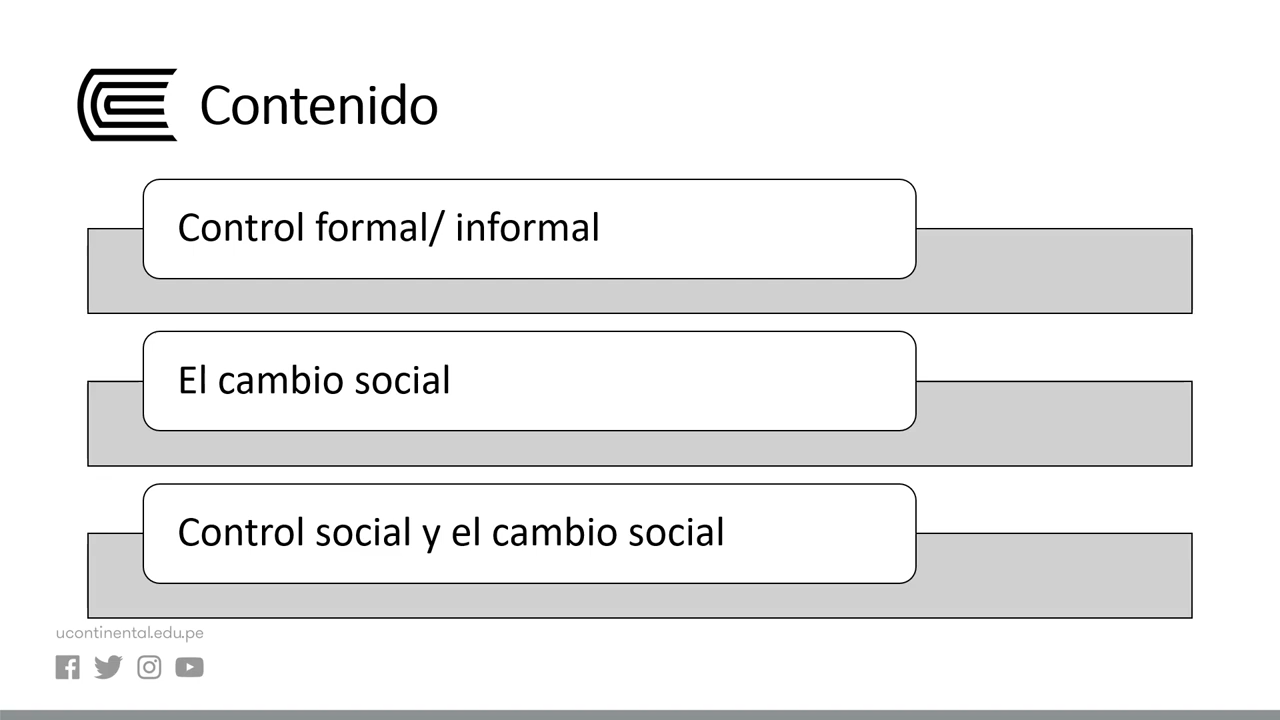 Contenido
Control formal/ informal
El cambio social
Control social y el cambio social
ucontinental.edu.pe